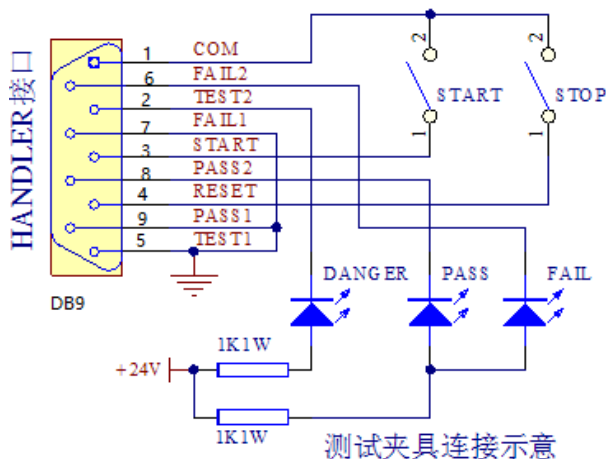 HANDLER接口
1 COM
6 FAIL2
2 TEST2
7 FAIL1
3 START
8 PASS2
4 RESET
9 PASS1
5 TEST1
DB9
2
START
1
2
STOP
1
DANGER
PASS
FAIL
+24V
1K1W
1K1W
测试夹具连接示意